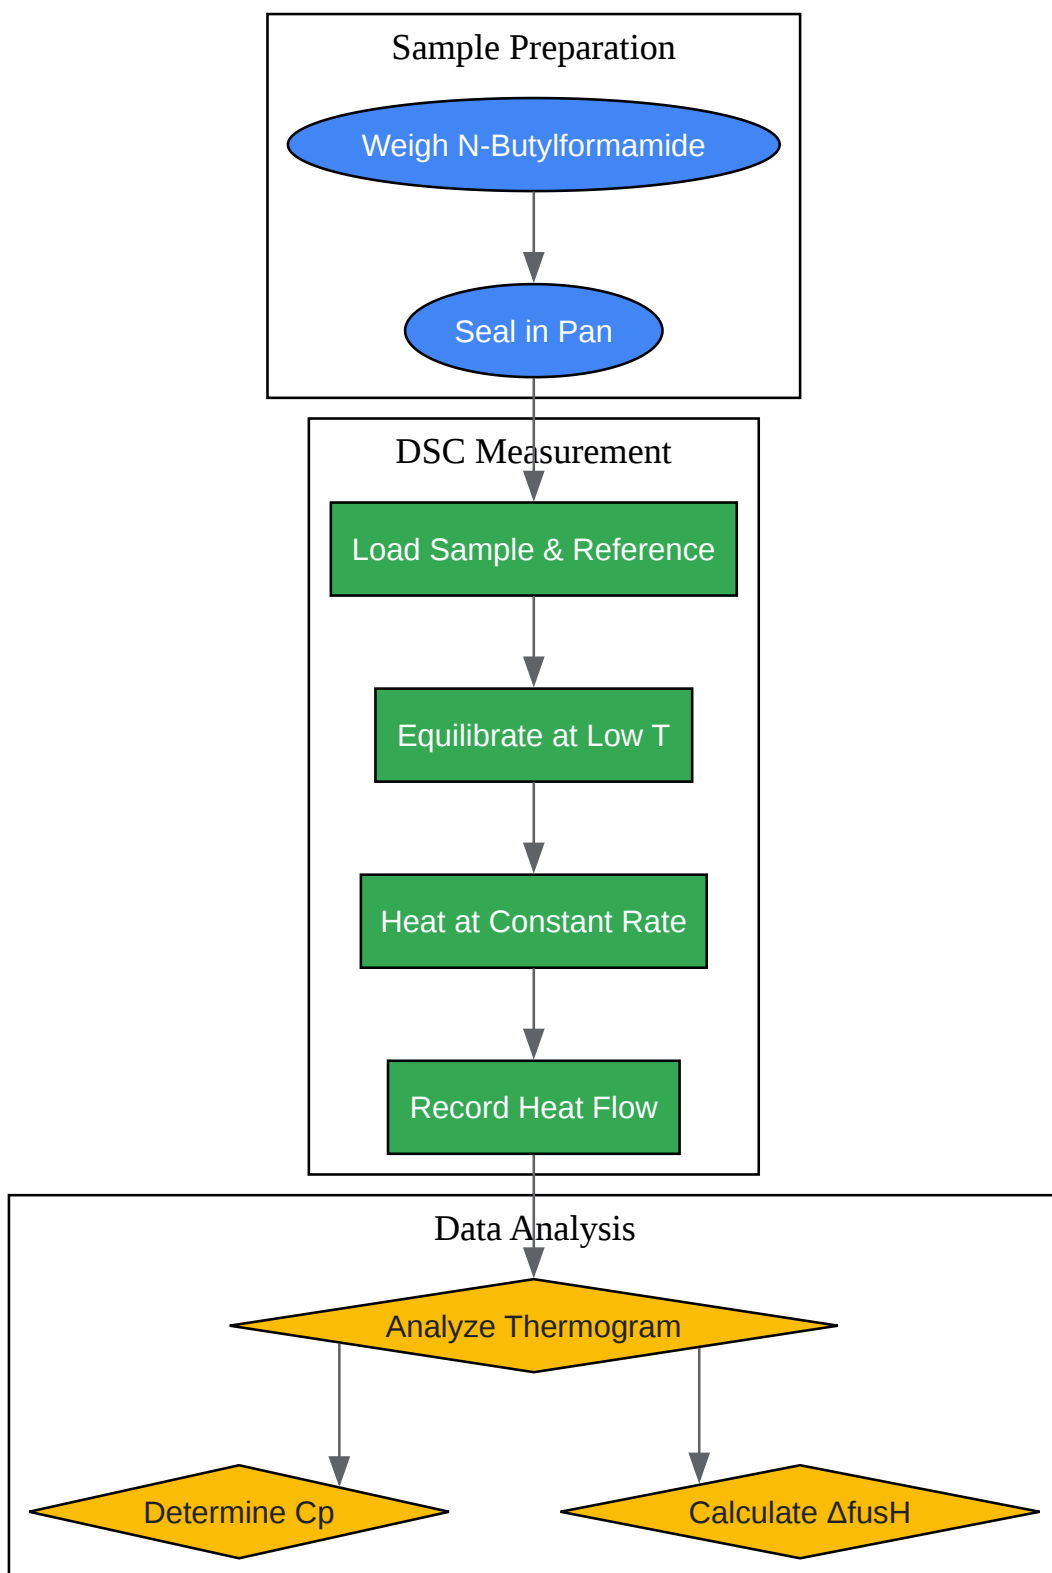 Sample Preparation
Weigh N-Butylformamide
Seal in Pan
DSC Measurement
Load Sample & Reference
Equilibrate at Low T
Heat at Constant Rate
Record Heat Flow
Data Analysis
Analyze Thermogram
Determine Cp
Calculate ΔfusH